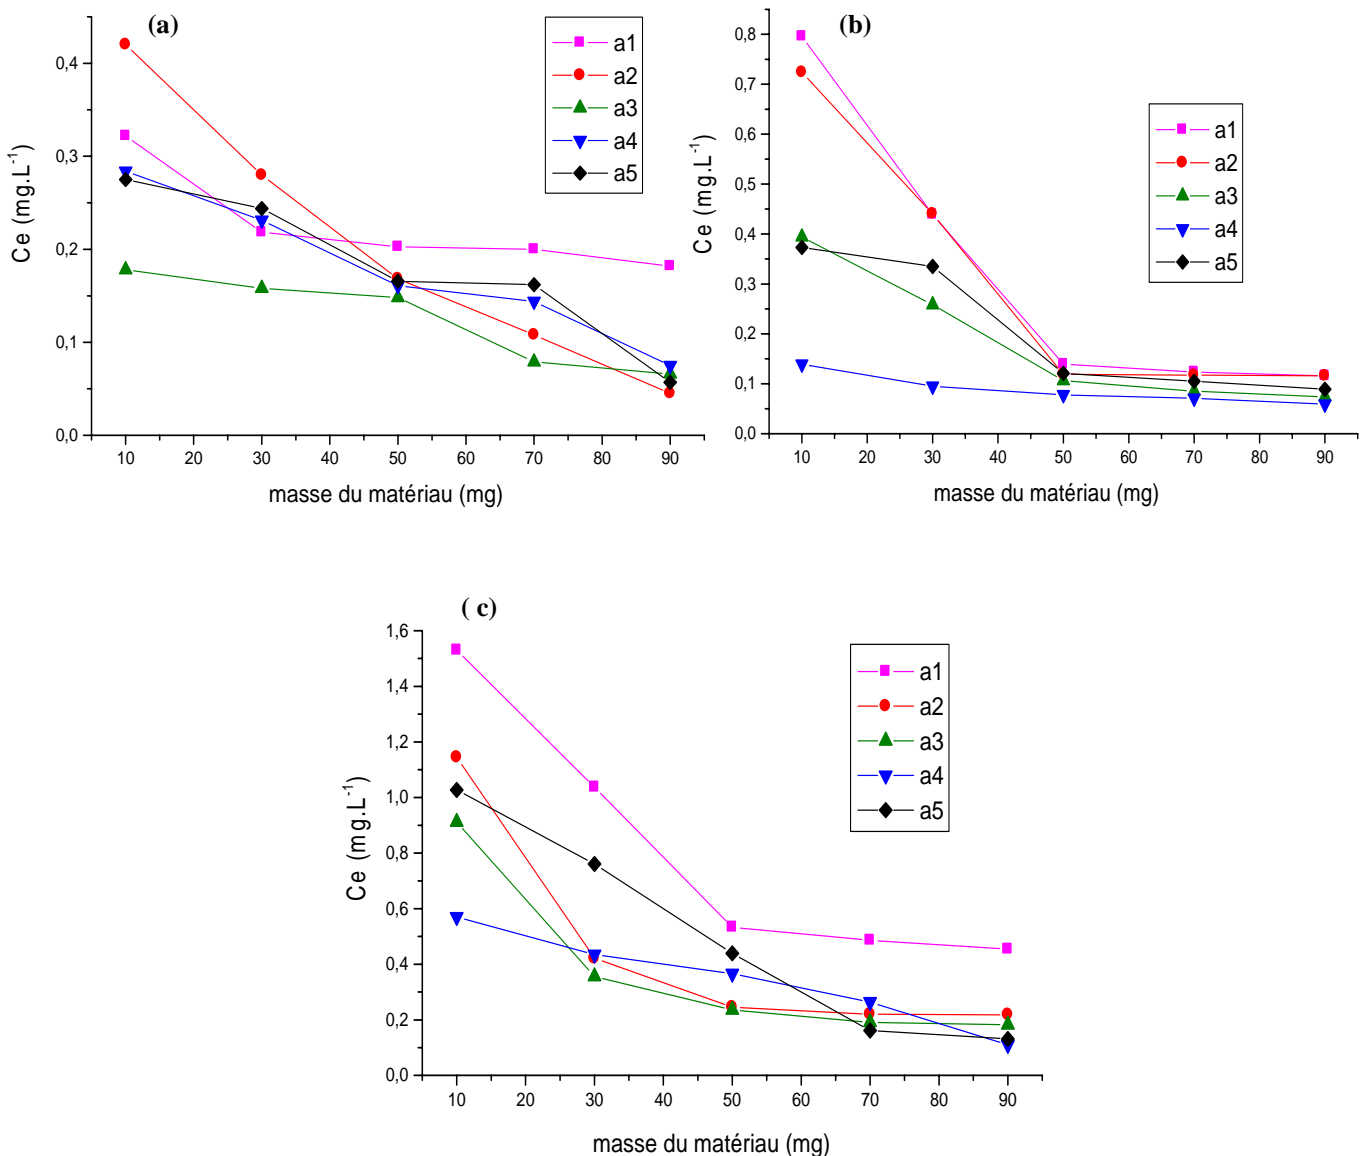 (a)
a1
a2
a3
a4
a5
0,4
0,3
0,2
0,1
0,0
Ce (mg.L-1)
10 30 40 50 60 70 80 90
masse du matériau (mg)
(b)
a1
a2
a3
a4
a5
0,8
0,7
0,6
0,5
0,4
0,3
0,2
0,1
0,0
Ce (mg.L-1)
10 30 40 50 60 70 80 90
masse du matériau (mg)
( c)
a1
a2
a3
a4
a5
1,6
1,4
1,2
1,0
0,8
0,6
0,4
0,2
0,0
Ce (mg.L-1)
10 30 40 50 60 70 80 90
masse du matériau (mg)